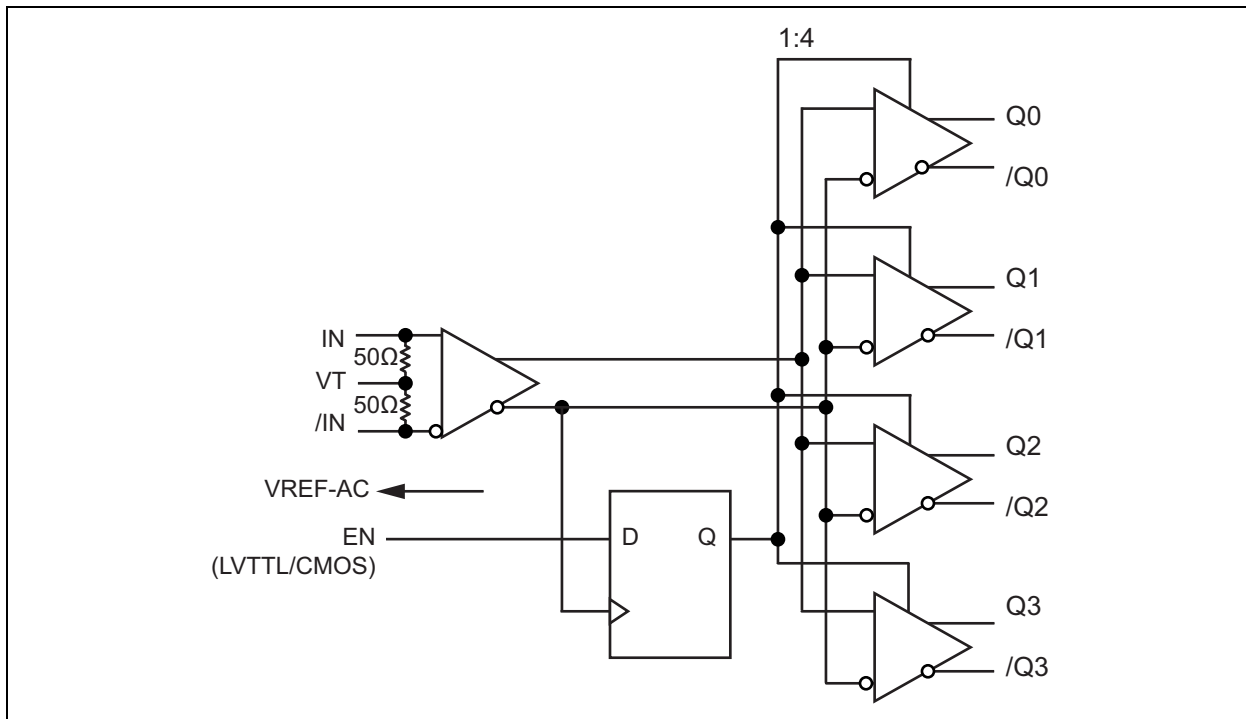 1:4
Q0
/Q0
Q1
/Q1
IN
50Ω
VT
50Ω
/IN
Q2
/Q2
VREF-AC
EN
(LVTTL/CMOS)
D
Q
Q3
/Q3